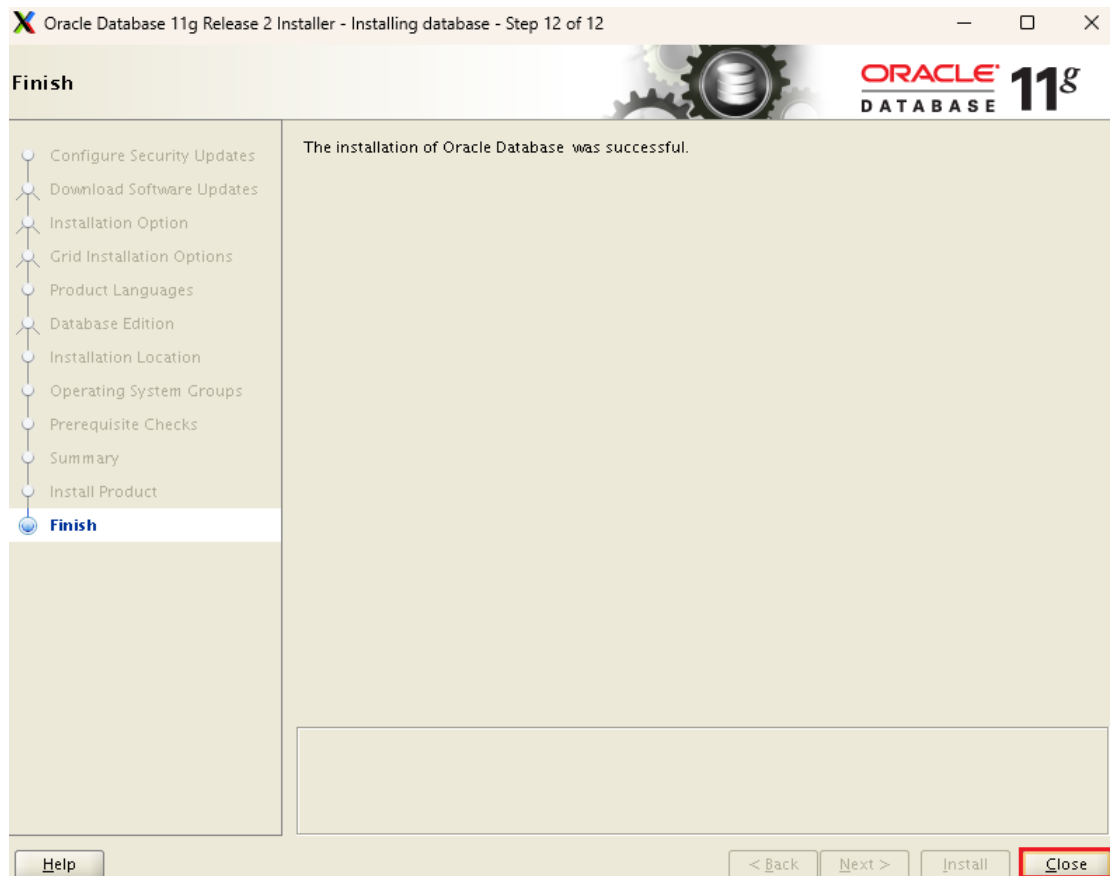 Oracle Database 11g Release 2 Installer - Installing database - Step 12 of 12
Finish
ORACLE DATABASE 11g
Configure Security Updates
Download Software Updates
Installation Option
Grid Installation Options
Product Languages
Database Edition
Installation Location
Operating System Groups
Prerequisite Checks
Summary
Install Product
Finish
The installation of Oracle Database was successful.
Help
< Back
Next >
Install
Close